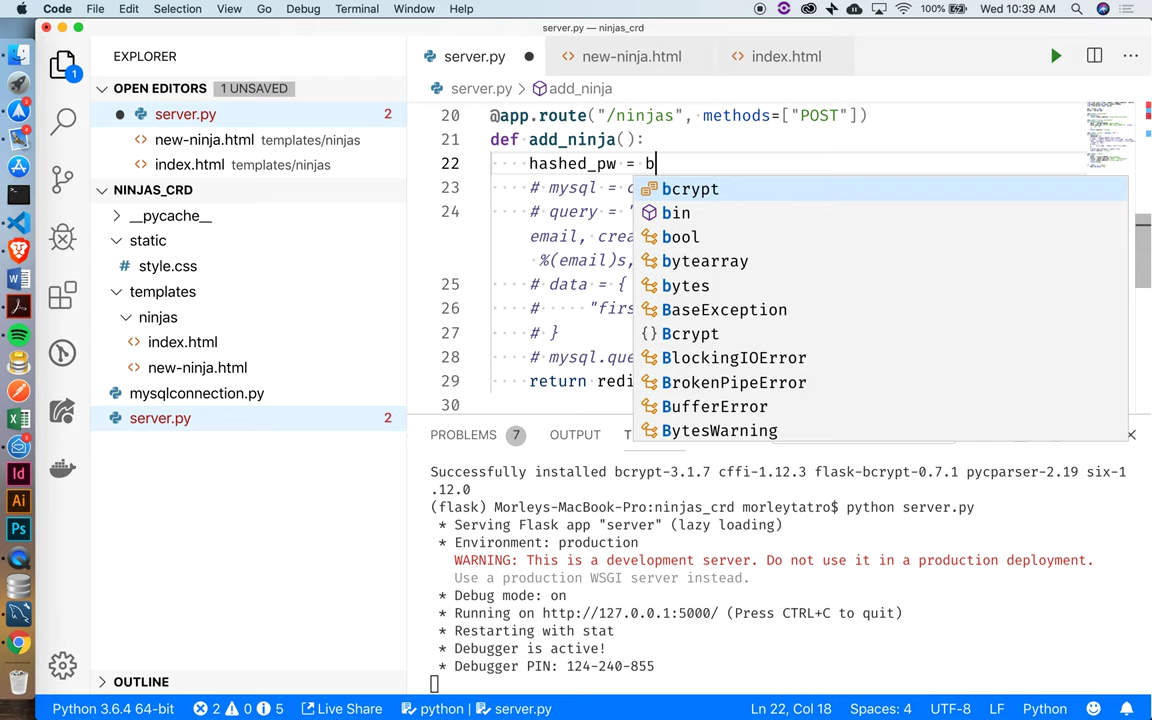 Code File Edit Selection View Go Debug Terminal Window Help 100% Wed 10:39 AM
server.py — ninjas_crd
EXPLORER
server.py
new-ninja.html
index.html
OPEN EDITORS 1 UNSAVED
server.py > add_ninja
server.py 2
new-ninja.html templates/ninjas
index.html templates/ninjas
NINJAS_CRD
__pycache__
static
style.css
templates
ninjas
index.html
new-ninja.html
mysqlconnection.py
server.py 2
OUTLINE
20 @app.route("/ninjas", methods=["POST"])
21 def add_ninja():
22 hashed_pw = b
23 # mysql = c
24 # query = "
email, crea
%(email)s,
25 # data = {
26 # "firs
27 # }
28 # mysql.que
29 return redi
30
bcrypt
bin
bool
bytearray
bytes
BaseException
Bcrypt
BlockingIOError
BrokenPipeError
BufferError
BytesWarning
PROBLEMS 7 OUTPUT T
Successfully installed bcrypt-3.1.7 cffi-1.12.3 flask-bcrypt-0.7.1 pycparser-2.19 six-1
.12.0
(flask) Morleys-MacBook-Pro:ninjas_crd morleytatro$ python server.py
* Serving Flask app "server" (lazy loading)
* Environment: production
WARNING: This is a development server. Do not use it in a production deployment.
Use a production WSGI server instead.
* Debug mode: on
* Running on http://127.0.0.1:5000/ (Press CTRL+C to quit)
* Restarting with stat
* Debugger is active!
* Debugger PIN: 124-240-855
Python 3.6.4 64-bit 2 0 5 Live Share python | server.py Ln 22, Col 18 Spaces: 4 UTF-8 LF Python